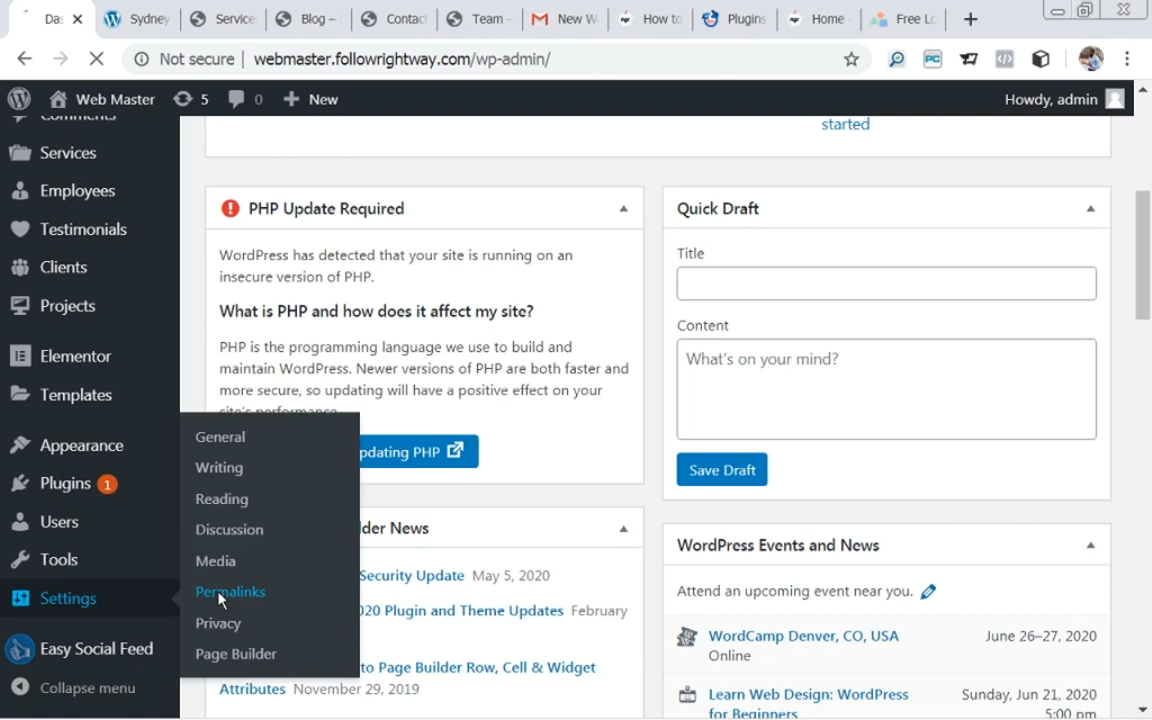 Das
Sydney
Service
Blog –
Contact
Team -
New W
How to
Plugins
Home
Free Lo
Not secure | webmaster.followrightway.com/wp-admin/
PC
Web Master 5 0 New
Howdy, admin
Comments
Services
Employees
Testimonials
Clients
Projects
Elementor
Templates
Appearance
Plugins 1
Users
Tools
Settings
Easy Social Feed
Collapse menu
General
Writing
Reading
Discussion
Media
Permalinks
Privacy
Page Builder
started
PHP Update Required
WordPress has detected that your site is running on an
insecure version of PHP.
What is PHP and how does it affect my site?
PHP is the programming language we use to build and
maintain WordPress. Newer versions of PHP are both faster and
more secure, so updating will have a positive effect on your
site's performance.
pdating PHP
lder News
Security Update May 5, 2020
020 Plugin and Theme Updates February
to Page Builder Row, Cell & Widget
Attributes November 29, 2019
Quick Draft
Title
Content
What's on your mind?
Save Draft
WordPress Events and News
Attend an upcoming event near you.
WordCamp Denver, CO, USA June 26–27, 2020
Online
Learn Web Design: WordPress Sunday, Jun 21, 2020
for Beginners 5:00 pm